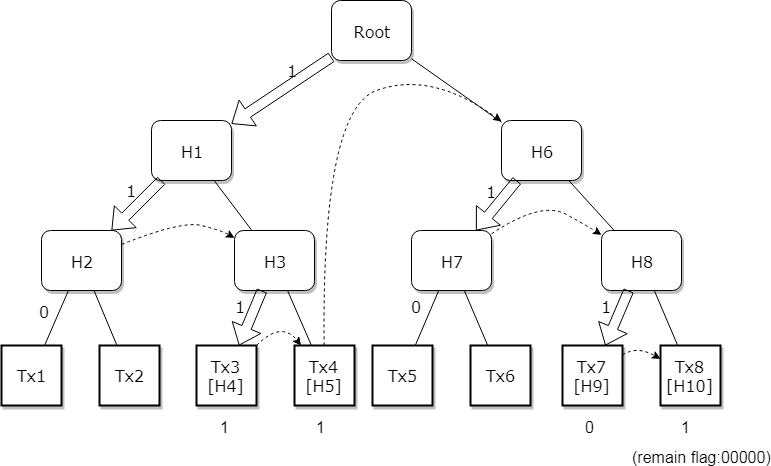 Root
1
H1
H6
1
1
H2
H3
H7
H8
0
1
0
1
Tx1
Tx2
Tx3
[H4]
Tx4
[H5]
Tx5
Tx6
Tx7
[H9]
Tx8
[H10]
1
1
0
1
(remain flag:00000)